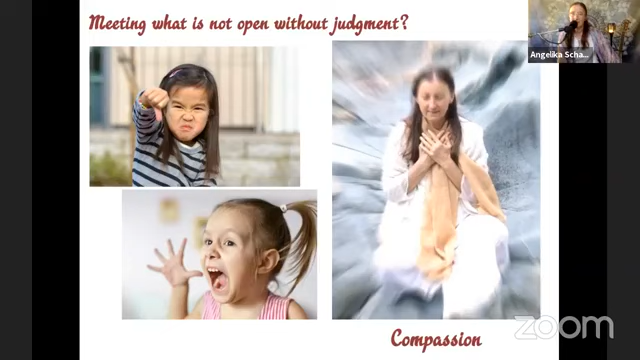 Meeting what is not open without judgment?
Angelika Scha...
Compassion
zoom